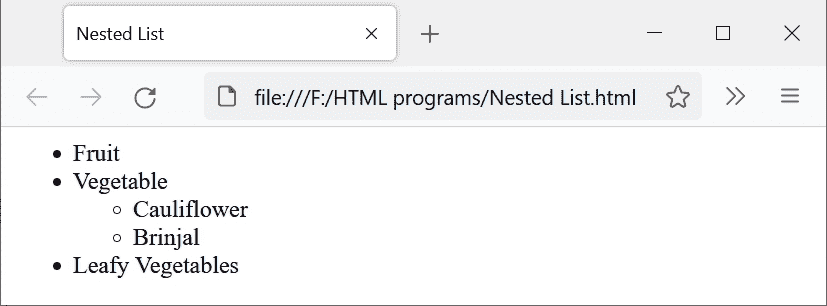 Nested List
file:///F:/HTML programs/Nested List.html
Fruit
Vegetable
Cauliflower
Brinjal
Leafy Vegetables